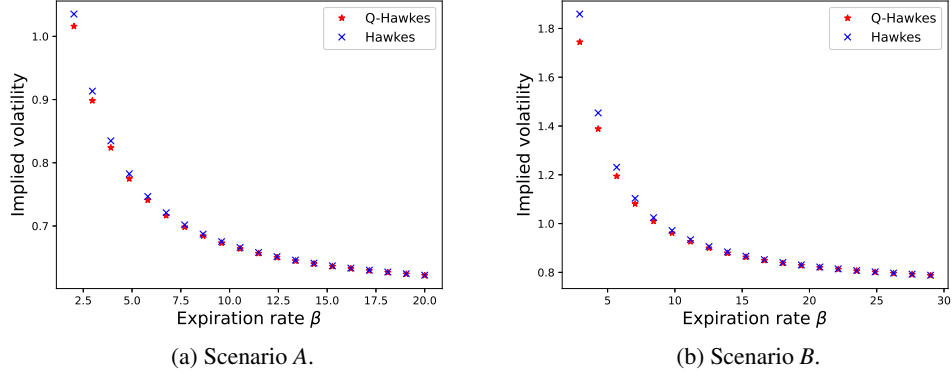 Implied volatility
1.0
0.9
0.8
0.7
Q-Hawkes
Hawkes
2.5 5.0 7.5 10.0 12.5 15.0 17.5 20.0
Expiration rate β
(a) Scenario A.
Implied volatility
1.8
1.6
1.4
1.2
1.0
0.8
Q-Hawkes
Hawkes
5 10 15 20 25 30
Expiration rate β
(b) Scenario B.